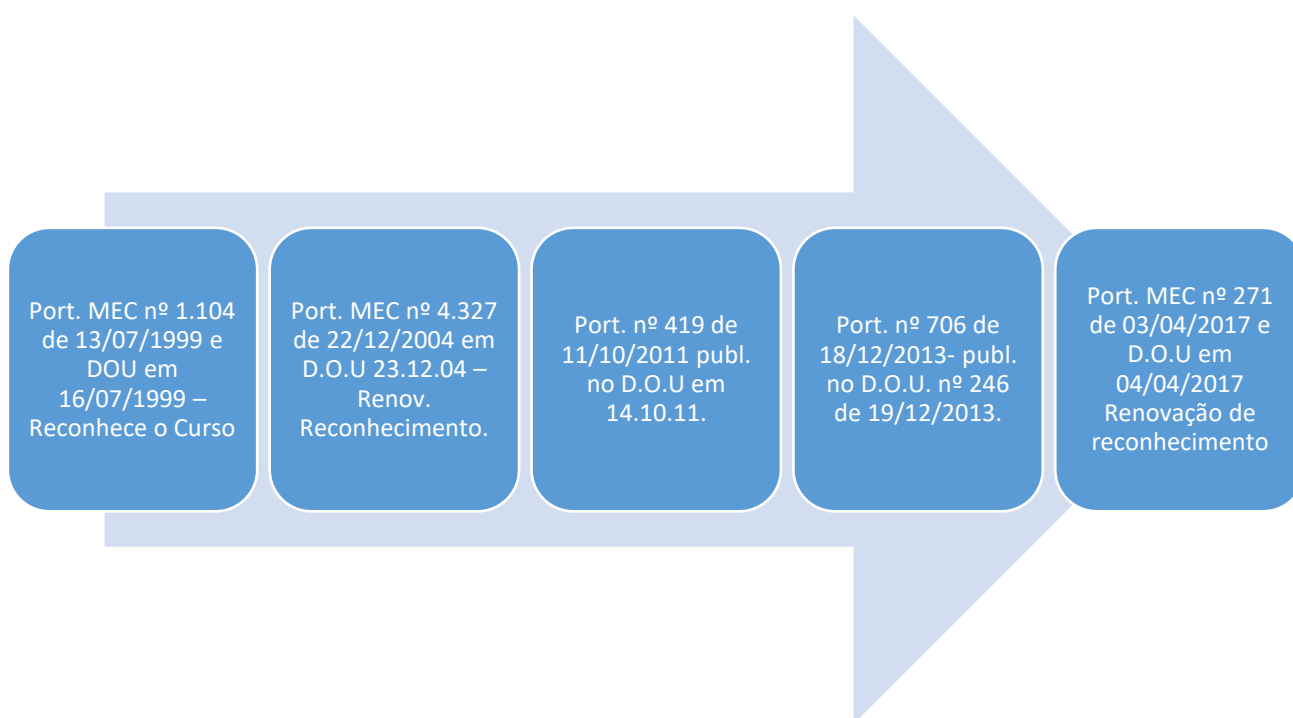 Port. MEC nº 1.104
de 13/07/1999 e
DOU em
16/07/1999 –
Reconhece o Curso
Port. MEC nº 4.327
de 22/12/2004 em
D.O.U 23.12.04 –
Renov.
Reconhecimento.
Port. nº 419 de
11/10/2011 publ.
no D.O.U em
14.10.11.
Port. nº 706 de
18/12/2013- publ.
no D.O.U. nº 246
de 19/12/2013.
Port. MEC nº 271
de 03/04/2017 e
D.O.U em
04/04/2017
Renovação de
reconhecimento